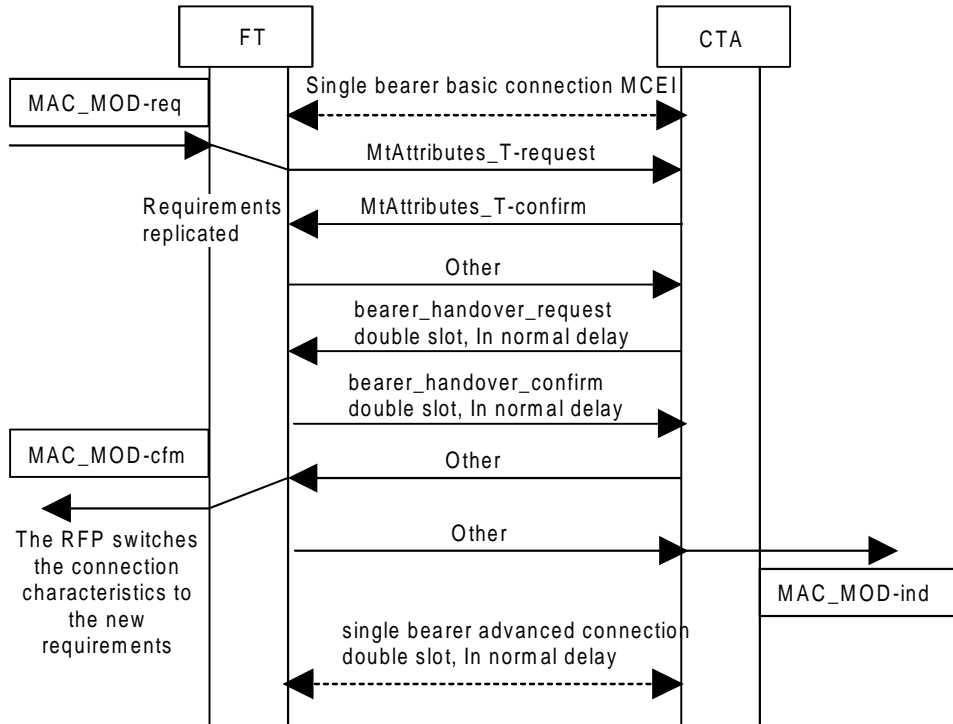 FT
CTA
Single bearer basic connection MCEI
MAC_MOD-req
MtAttributes_T-request
Requirements
replicated
MtAttributes_T-confirm
Other
bearer_handover_request
double slot, In normal delay
bearer_handover_confirm
double slot, In normal delay
MAC_MOD-cfm
Other
The RFP switches
the connection
characteristics to
the new
requirements
Other
MAC_MOD-ind
single bearer advanced connection
double slot, In normal delay